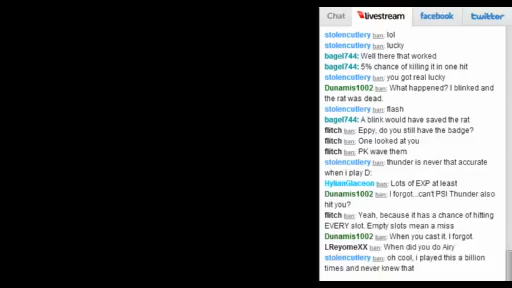 Chat livestream facebook twitter
stolencutlery ban: lol
stolencutlery ban: lucky
bagel744: Well there that worked
bagel744: 5% chance of killing it in one hit
stolencutlery ban: you got real lucky
Dunamis1002 ban: What happened? I blinked and
the rat was dead.
stolencutlery ban: flash
bagel744: A blink would have saved the rat
flitch ban: Eppy, do you still have the badge?
flitch ban: One looked at you
flitch ban: PK wave them
stolencutlery ban: thunder is never that accurate
when i play D:
HylianGlaceon ban: Lots of EXP at least
Dunamis1002 ban: I forgot...can't PSI Thunder also
hit you?
flitch ban: Yeah, because it has a chance of hitting
EVERY slot. Empty slots mean a miss
Dunamis1002 ban: When you cast it. I forgot.
LReyomeXX ban: When did you do Airy
stolencutlery ban: oh cool, i played this a billion
times and never knew that